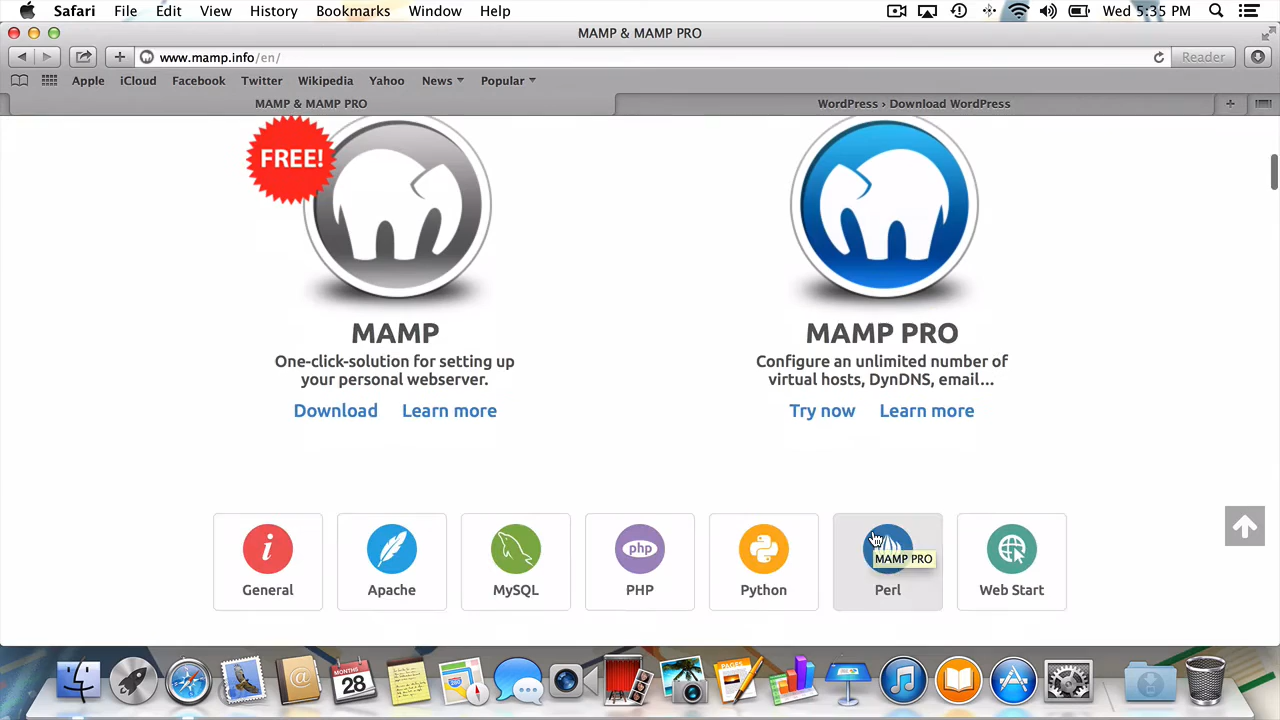 Safari File Edit View History Bookmarks Window Help Wed 5:35 PM
MAMP & MAMP PRO
www.mamp.info/en/ Reader
Apple iCloud Facebook Twitter Wikipedia Yahoo News Popular
MAMP & MAMP PRO WordPress › Download WordPress
FREE!
MAMP
One-click-solution for setting up
your personal webserver.
Download Learn more
MAMP PRO
Configure an unlimited number of
virtual hosts, DynDNS, email...
Try now Learn more
i
php
MAMP PRO
General Apache MySQL PHP Python Perl Web Start
MONTHS
28
PAGES